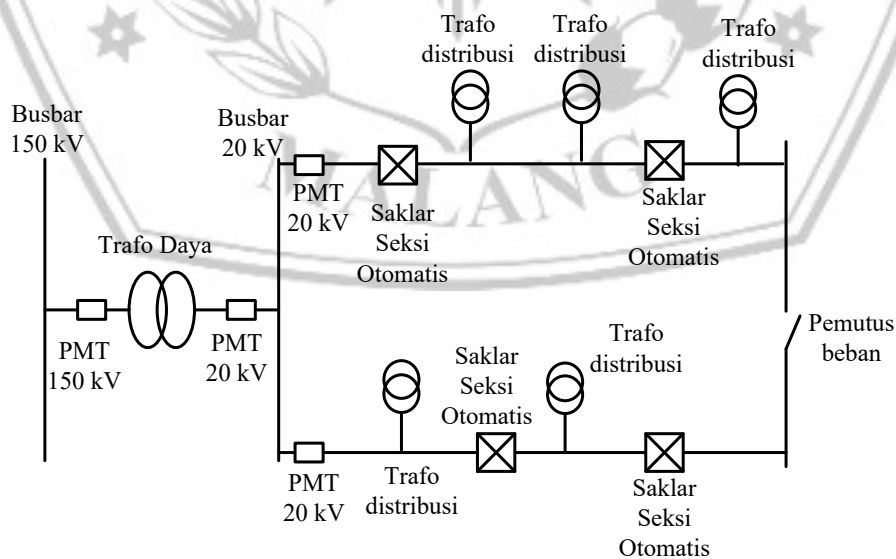 Trafo
distribusi
Trafo
distribusi
Trafo
distribusi
Busbar
150 kV
Busbar
20 kV
PMT
20 kV
Saklar
Seksi
Otomatis
Saklar
Seksi
Otomatis
MALANG
Trafo Daya
PMT
150 kV
PMT
20 kV
Pemutus
beban
Saklar
Seksi
Otomatis
Trafo
distribusi
PMT
20 kV
Trafo
distribusi
Saklar
Seksi
Otomatis